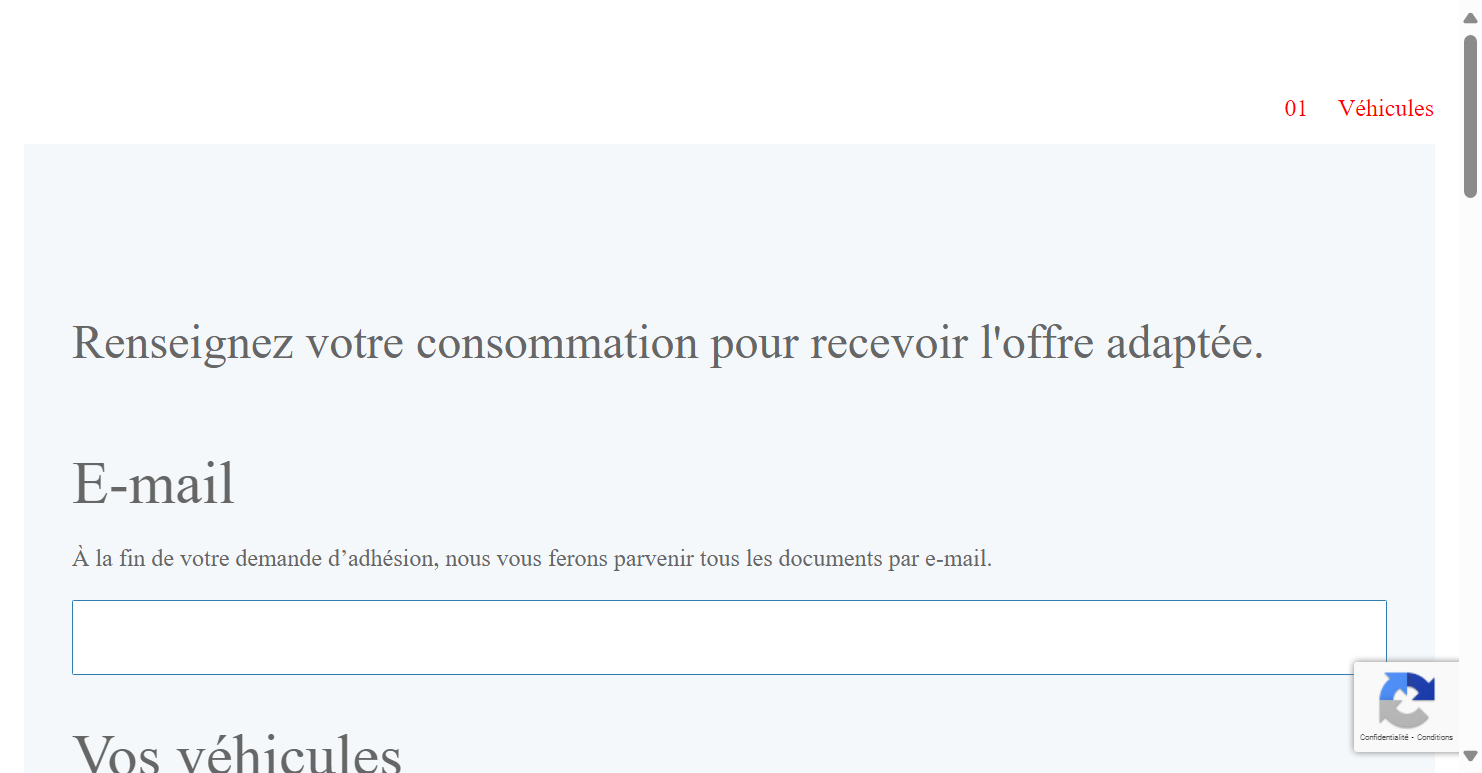 01 Véhicules
Renseignez votre consommation pour recevoir l'offre adaptée.
E-mail
À la fin de votre demande d’adhésion, nous vous ferons parvenir tous les documents par e-mail.
Confidentialité - Conditions
Vos véhicules